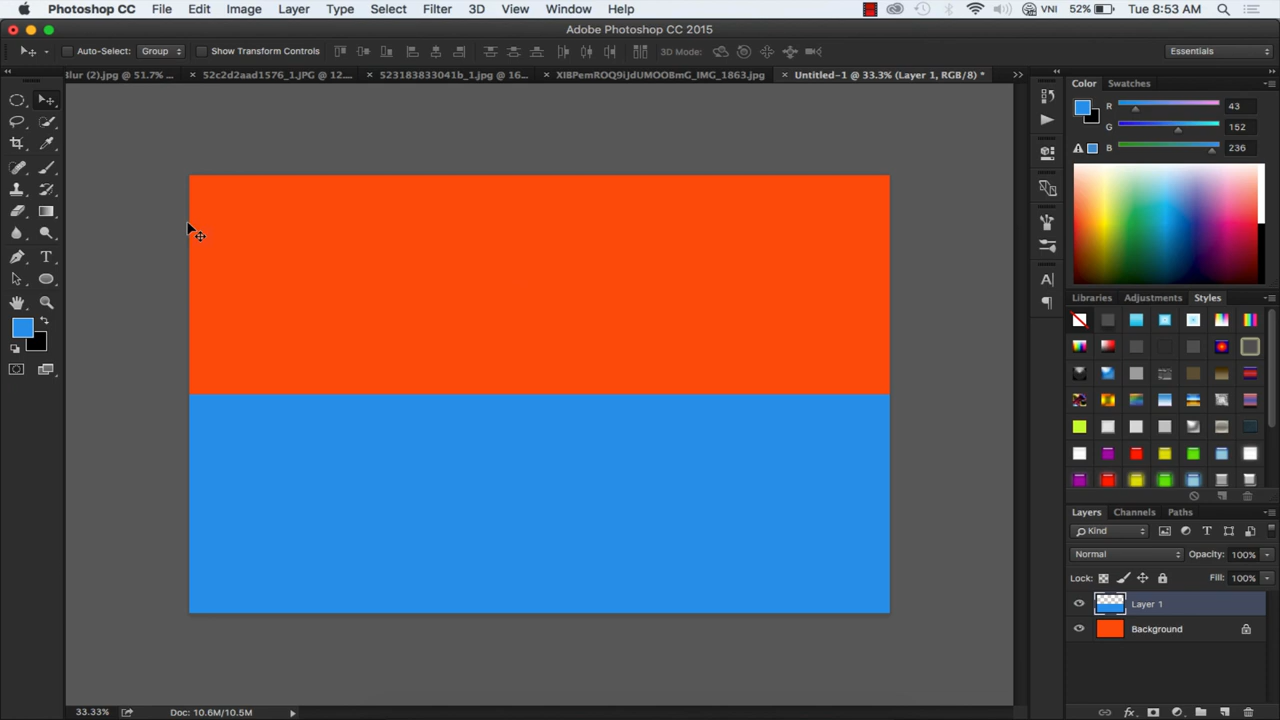 Photoshop CC File Edit Image Layer Type Select Filter 3D View Window Help VNI 52% Tue 8:53 AM
Adobe Photoshop CC 2015
Auto-Select: Group Show Transform Controls 3D Mode: Essentials
lur (2).jpg @ 51.7% ... 52c2d2aad1576_1.JPG @ 12.... 523183833041b_1.jpg @ 16... Untitled-1 @ 33.3% (Layer 1, RGB/8) *
Color Swatches
R 43
G 152
B 236
Libraries Adjustments Styles
Layers Channels Paths
Kind
Normal Opacity: 100%
Lock: Fill: 100%
Layer 1
Background
33.33% Doc: 10.6M/10.5M